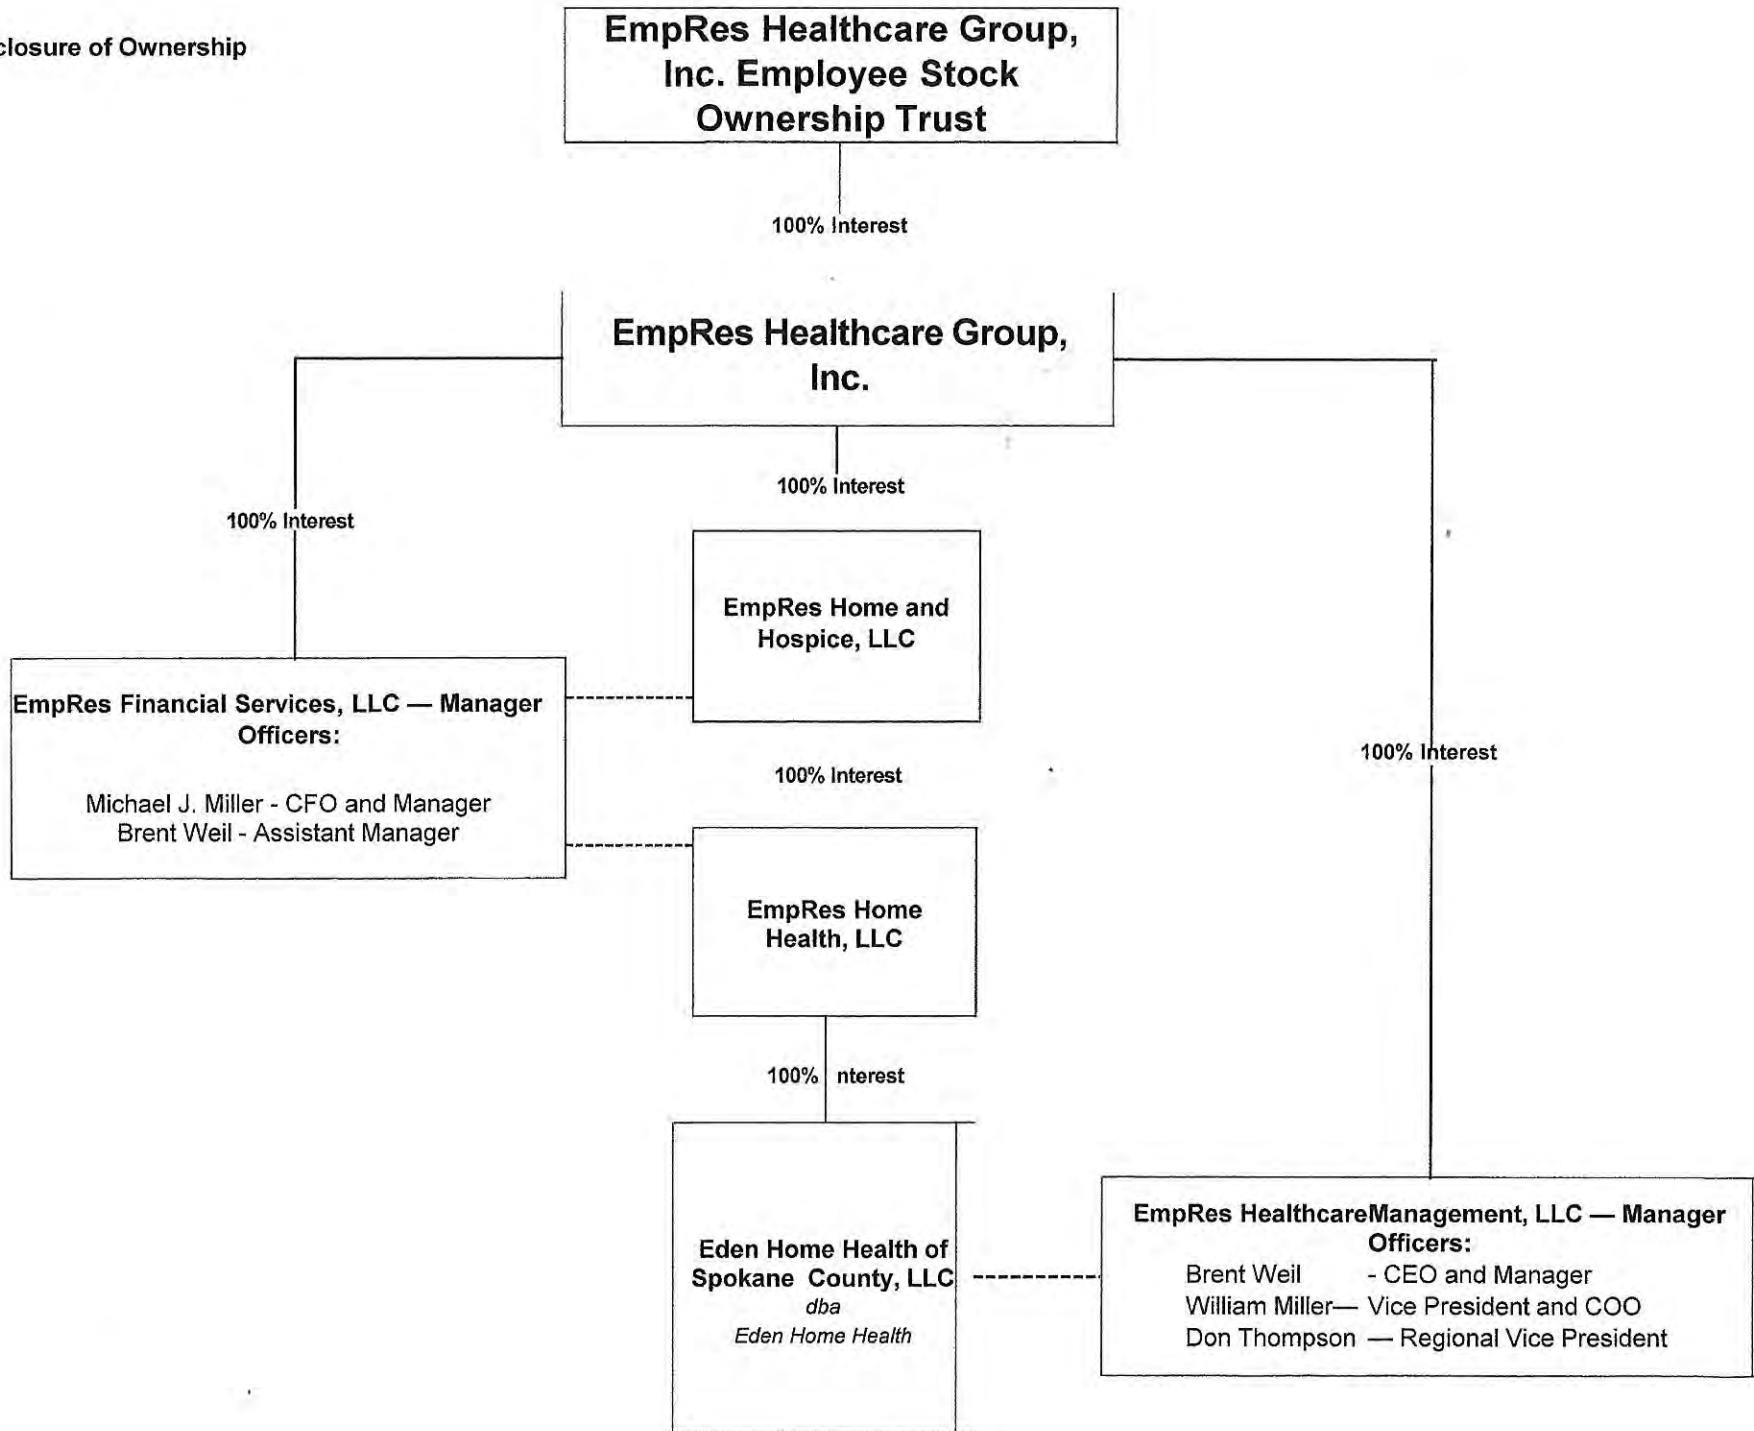 closure of Ownership
EmpRes Healthcare Group,
Inc. Employee Stock
Ownership Trust
100% Interest
EmpRes Healthcare Group,
Inc.
100% Interest
100% Interest
EmpRes Home and
Hospice, LLC
EmpRes Financial Services, LLC — Manager
Officers:
Michael J. Miller - CFO and Manager
Brent Weil - Assistant Manager
100% Interest
100% Interest
EmpRes Home
Health, LLC
100% nterest
Eden Home Health of
Spokane County, LLC
dba
Eden Home Health
EmpRes HealthcareManagement, LLC — Manager
Officers:
Brent Weil - CEO and Manager
William Miller— Vice President and COO
Don Thompson — Regional Vice President